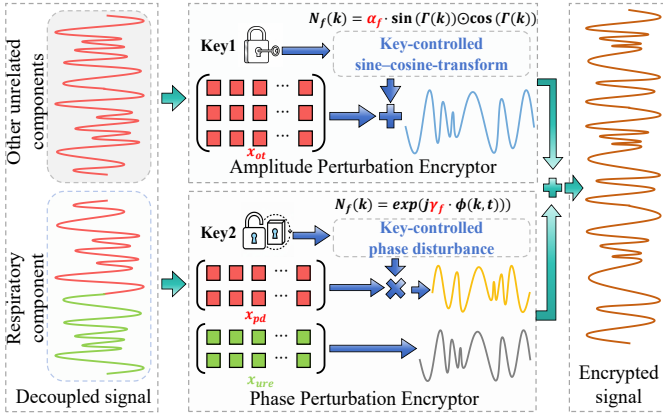 Other unrelated
components
Respiratory
component
Decoupled signal
Key1
N_f(k) = α_f · sin (Γ(k))⊙cos (Γ(k))
Key-controlled
sine–cosine-transform
...
...
...
x_ot
Amplitude Perturbation Encryptor
Key2
N_f(k) = exp(jγ_f · ϕ(k, t)))
Key-controlled
phase disturbance
...
...
x_pd
...
...
x_ure
Phase Perturbation Encryptor
Encrypted
signal